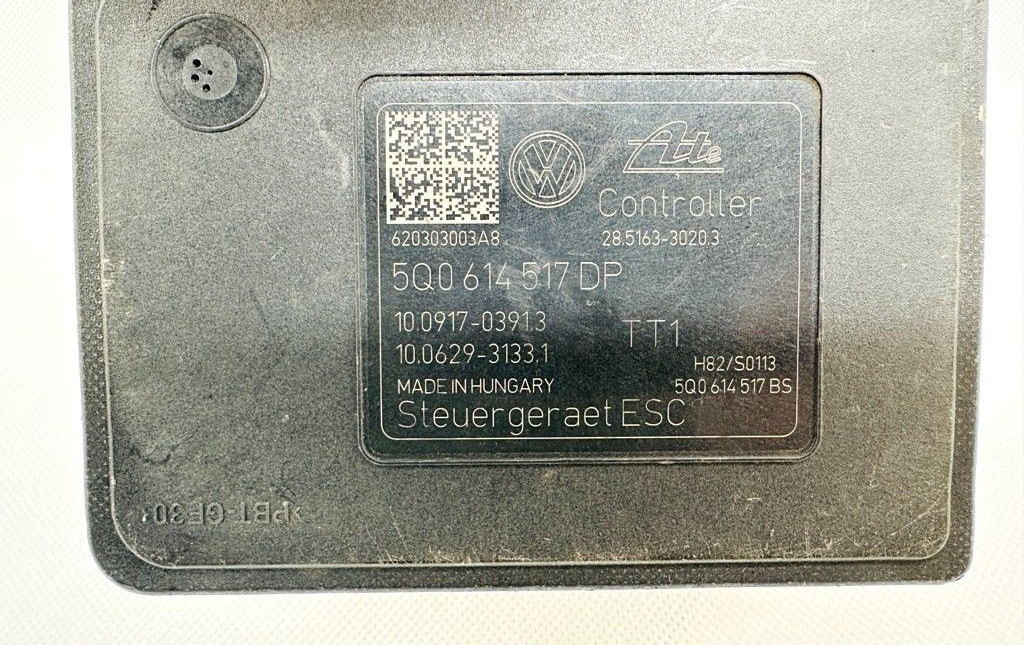 VW
Ate
Controller
620303003A8
28.5163-3020.3
5Q0 614 517 DP
10.0917-0391.3
TT1
10.0629-3133.1
H82/S0113
MADE IN HUNGARY
5Q0 614 517 BS
Steuergeraet ESC
>PBT-GF30<